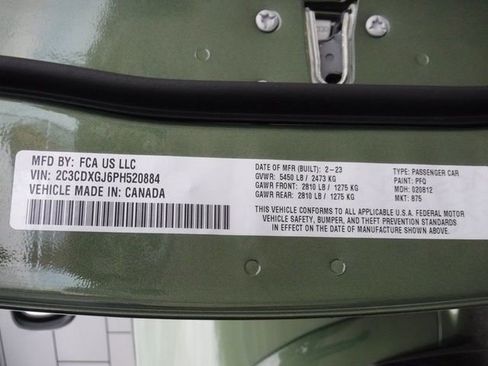 MFD BY: FCA US LLC
VIN: 2C3CDXGJ6PH520884
VEHICLE MADE IN: CANADA
DATE OF MFR (BUILT): 2-23
GVWR: 5450 LB / 2473 KG
GAWR FRONT: 2810 LB / 1275 KG
GAWR REAR: 2810 LB / 1275 KG
TYPE: PASSENGER CAR
PAINT: PFQ
MDH: 020812
MKT: 875
THIS VEHICLE CONFORMS TO ALL APPLICABLE U.S.A. FEDERAL MOTOR
VEHICLE SAFETY, BUMPER, AND THEFT PREVENTION STANDARDS
IN EFFECT ON THE DATE OF MANUFACTURE SHOWN ABOVE.